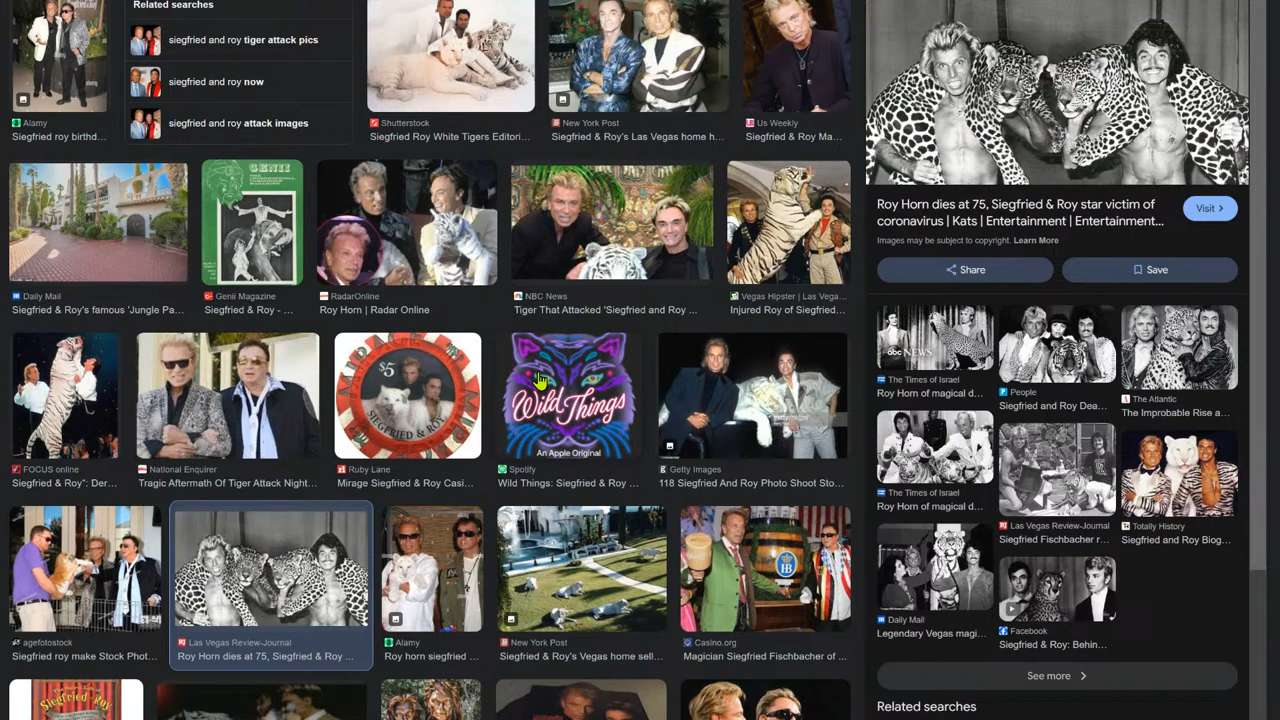 Related searches
siegfried and roy tiger attack pics
siegfried and roy now
siegfried and roy attack images
Alamy
Siegfried roy birthd...
Shutterstock
Siegfried Roy White Tigers Editori...
New York Post
Siegfried & Roy's Las Vegas home h...
Us Weekly
Siegfried & Roy Ma...
GENII
Daily Mail
Siegfried & Roy's famous 'Jungle Pa...
Genii Magazine
Siegfried & Roy - ...
RadarOnline
Roy Horn | Radar Online
NBC News
Tiger That Attacked 'Siegfried and Roy ...
Vegas Hipster | Las Vega...
Injured Roy of Siegfried...
$5
SIEGFRIED & ROY
Wild Things
An Apple Original
gettyimages
FOCUS online
Siegfried & Roy": Der...
National Enquirer
Tragic Aftermath Of Tiger Attack Night...
Ruby Lane
Mirage Siegfried & Roy Casi...
Spotify
Wild Things: Siegfried & Roy ...
Getty Images
118 Siegfried And Roy Photo Shoot Sto...
HB
agefotostock
Siegfried roy make Stock Phot...
Las Vegas Review-Journal
Roy Horn dies at 75, Siegfried & Roy ...
Alamy
Roy horn siegfried ...
New York Post
Siegfried & Roy's Vegas home sell...
Casino.org
Magician Siegfried Fischbacher of ...
Siegfried Roy
Roy Horn dies at 75, Siegfried & Roy star victim of
coronavirus | Kats | Entertainment | Entertainment...
Visit
Images may be subject to copyright. Learn More
Share
Save
abc NEWS
The Times of Israel
Roy Horn of magical d...
People
Siegfried and Roy Dea...
The Atlantic
The Improbable Rise a...
The Times of Israel
Roy Horn of magical d...
Las Vegas Review-Journal
Siegfried Fischbacher r...
Totally History
Siegfried and Roy Biog...
Daily Mail
Legendary Vegas magi...
Facebook
Siegfried & Roy: Behin...
See more
Related searches